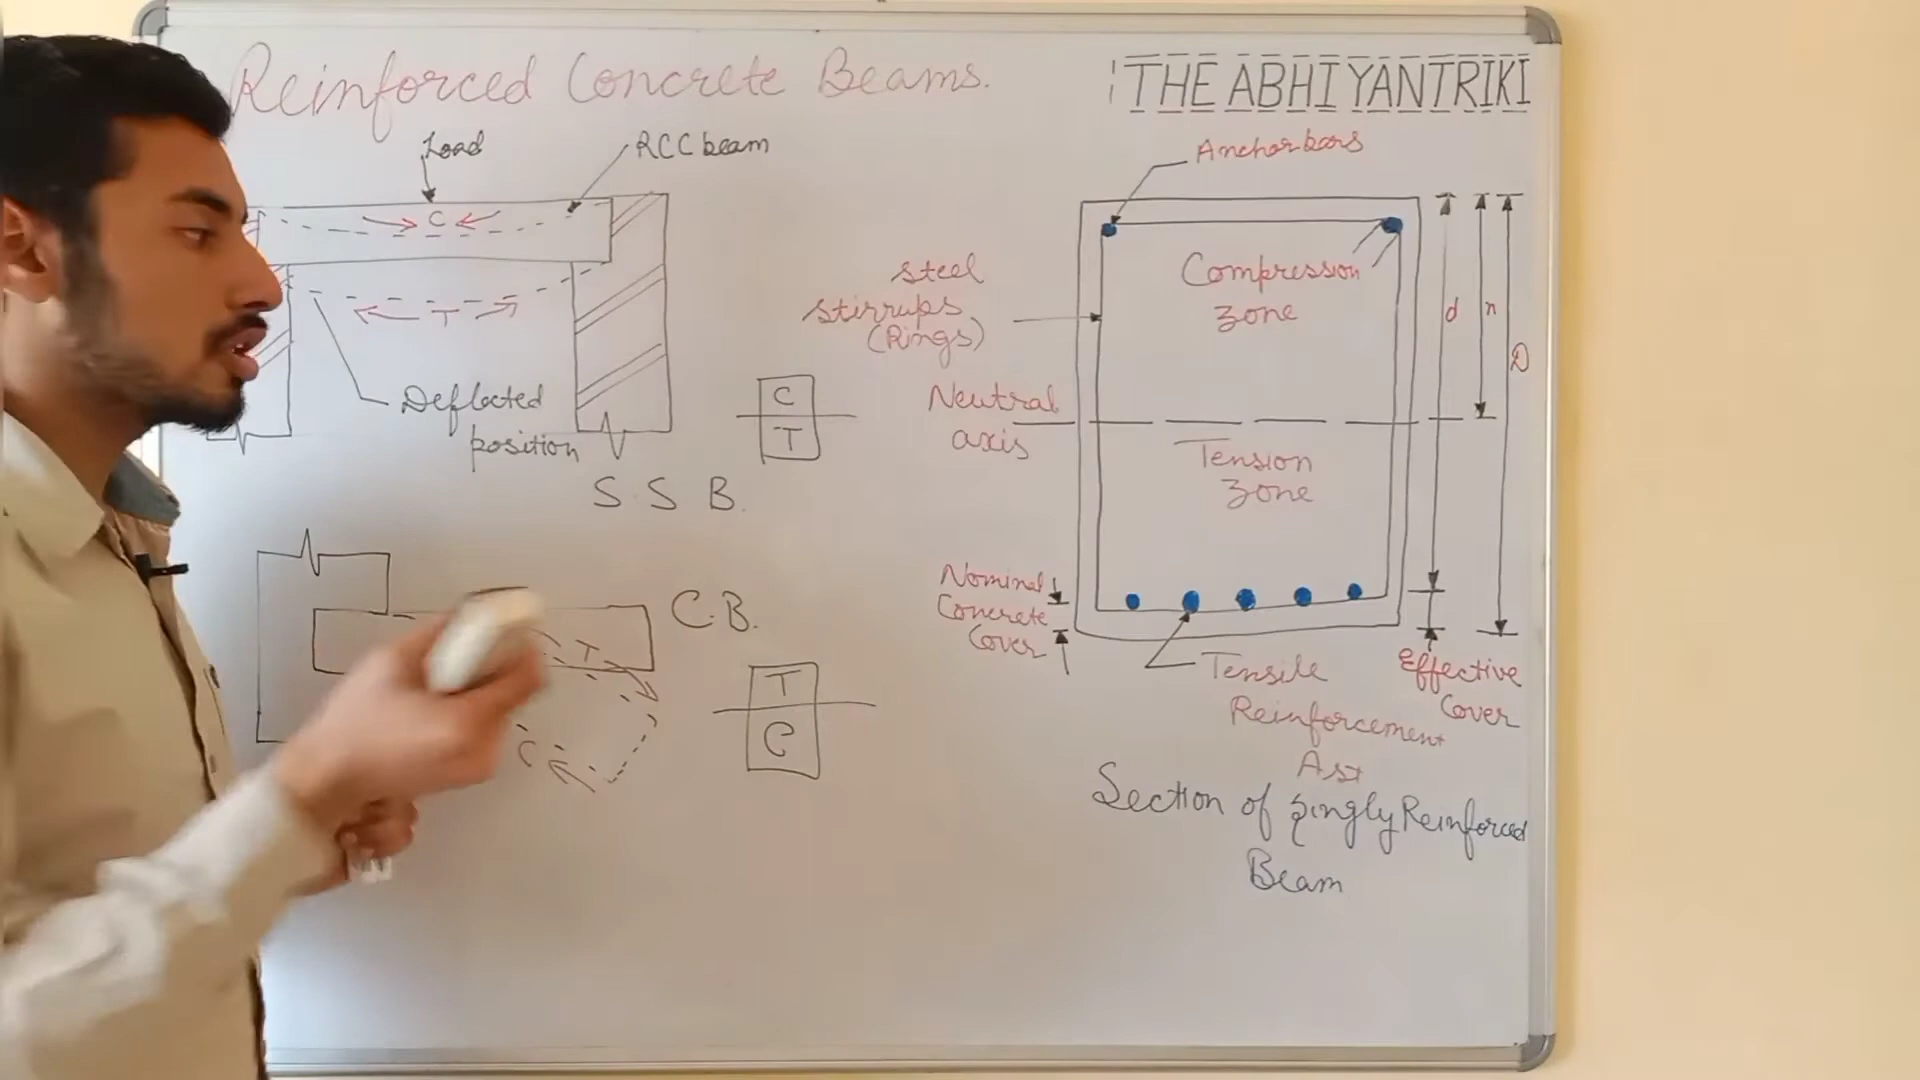 Reinforced Concrete Beams.
THE ABHIYANTRIKI
Load
RCC beam
C
T
Deflected
position
C
T
S. S. B.
C.B.
T
C
T
C
Anchor bars
Steel
Stirrups
(Rings)
Compression
zone
d
n
D
Neutral
axis
Tension
zone
Nominal
Concrete
Cover
Tensile
Reinforcement
Ast
Effective
Cover
Section of Singly Reinforced
Beam